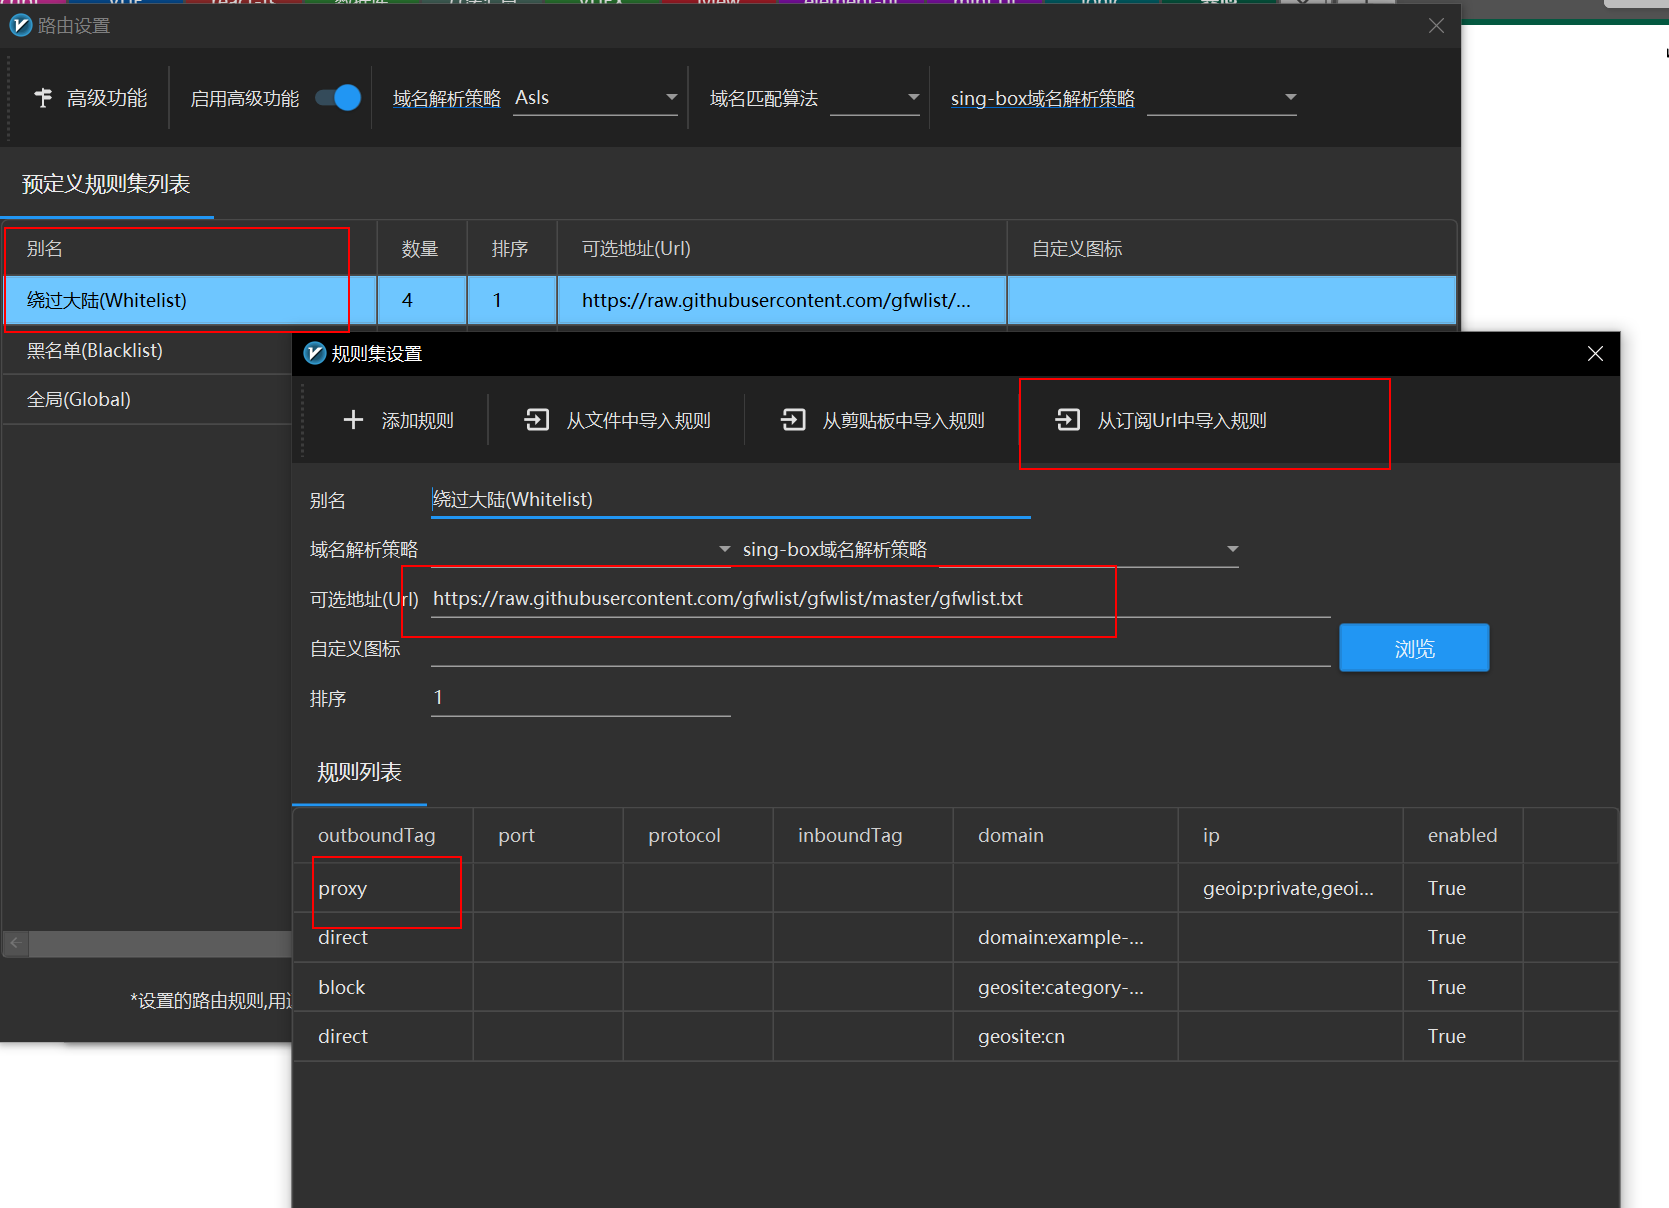 路由设置
高级功能
启用高级功能
域名解析策略 AsIs
域名匹配算法
sing-box域名解析策略
预定义规则集列表
别名 数量 排序 可选地址(Url) 自定义图标
绕过大陆(Whitelist) 4 1 https://raw.githubusercontent.com/gfwlist/...
黑名单(Blacklist)
全局(Global)
*设置的路由规则,用
规则集设置
添加规则 从文件中导入规则 从剪贴板中导入规则 从订阅Url中导入规则
别名 绕过大陆(Whitelist)
域名解析策略 sing-box域名解析策略
可选地址(Url) https://raw.githubusercontent.com/gfwlist/gfwlist/master/gfwlist.txt
自定义图标 浏览
排序 1
规则列表
outboundTag port protocol inboundTag domain ip enabled
proxy geoip:private,geoi... True
direct domain:example-... True
block geosite:category-... True
direct geosite:cn True